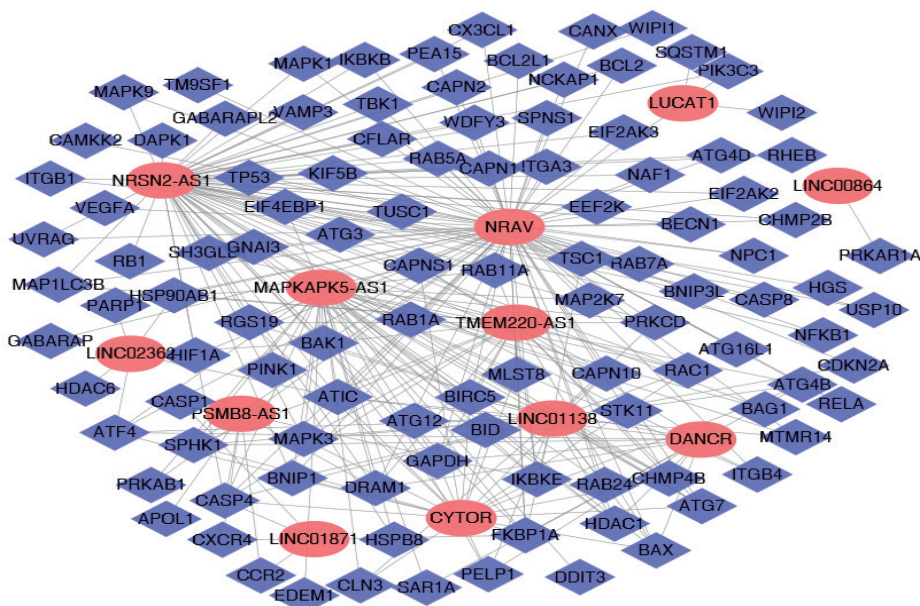 CX3CL1
CANX
WIPI1
MAPK1
IKBKB
PEA15
BCL2L1
BCL2
SQSTM1
NCKAP1
PIK3C3
MAPK9
TM9SF1
CAPN2
GABARAPL2
VAMP3
TBK1
LUCAT1
WIPI2
WDFY3
SPNS1
CAMKK2
DAPK1
CFLAR
EIF2AK3
RAB5A
CAPN1
ITGA3
ATG4D
RHEB
ITGB1
NRSN2-AS1
TP53
KIF5B
NAF1
LINC00864
EIF2AK2
VEGFA
EIF4EBP1
TUSC1
EEF2K
CHMP2B
NRAV
BECN1
UVRAG
ATG3
RB1
SH3GLB
GNAI3
NPC1
PRKAR1A
CAPNS1
RAB11A
TSC1
RAB7A
MAP1LC3B
HSP90AB1
MAPKAPK5-AS1
HGS
PARP1
MAP2K7
BNIP3L
CASP8
USP10
RGS19
RAB1A
TMEM220-AS1
PRKCD
NFKB1
GABARAP
LINC02362
HIF1A
BAK1
ATG16L1
PINK1
MLST8
CAPN10
RAC1
CDKN2A
HDAC6
ATG4B
CASP1
ATIC
BIRC5
RELA
PSMB8-AS1
ATG12
LINC01138
STK11
BAG1
ATF4
BID
SPHK1
MAPK3
DANCR
MTMR14
GAPDH
PRKAB1
BNIP1
IKBKE
RAB24
CHMP4B
ITGB4
DRAM1
CASP4
ATG7
APOL1
CYTOR
HDAC1
CXCR4
LINC01871
HSPB8
FKBP1A
BAX
CCR2
EDEM1
CLN3
SAR1A
PELP1
DDIT3